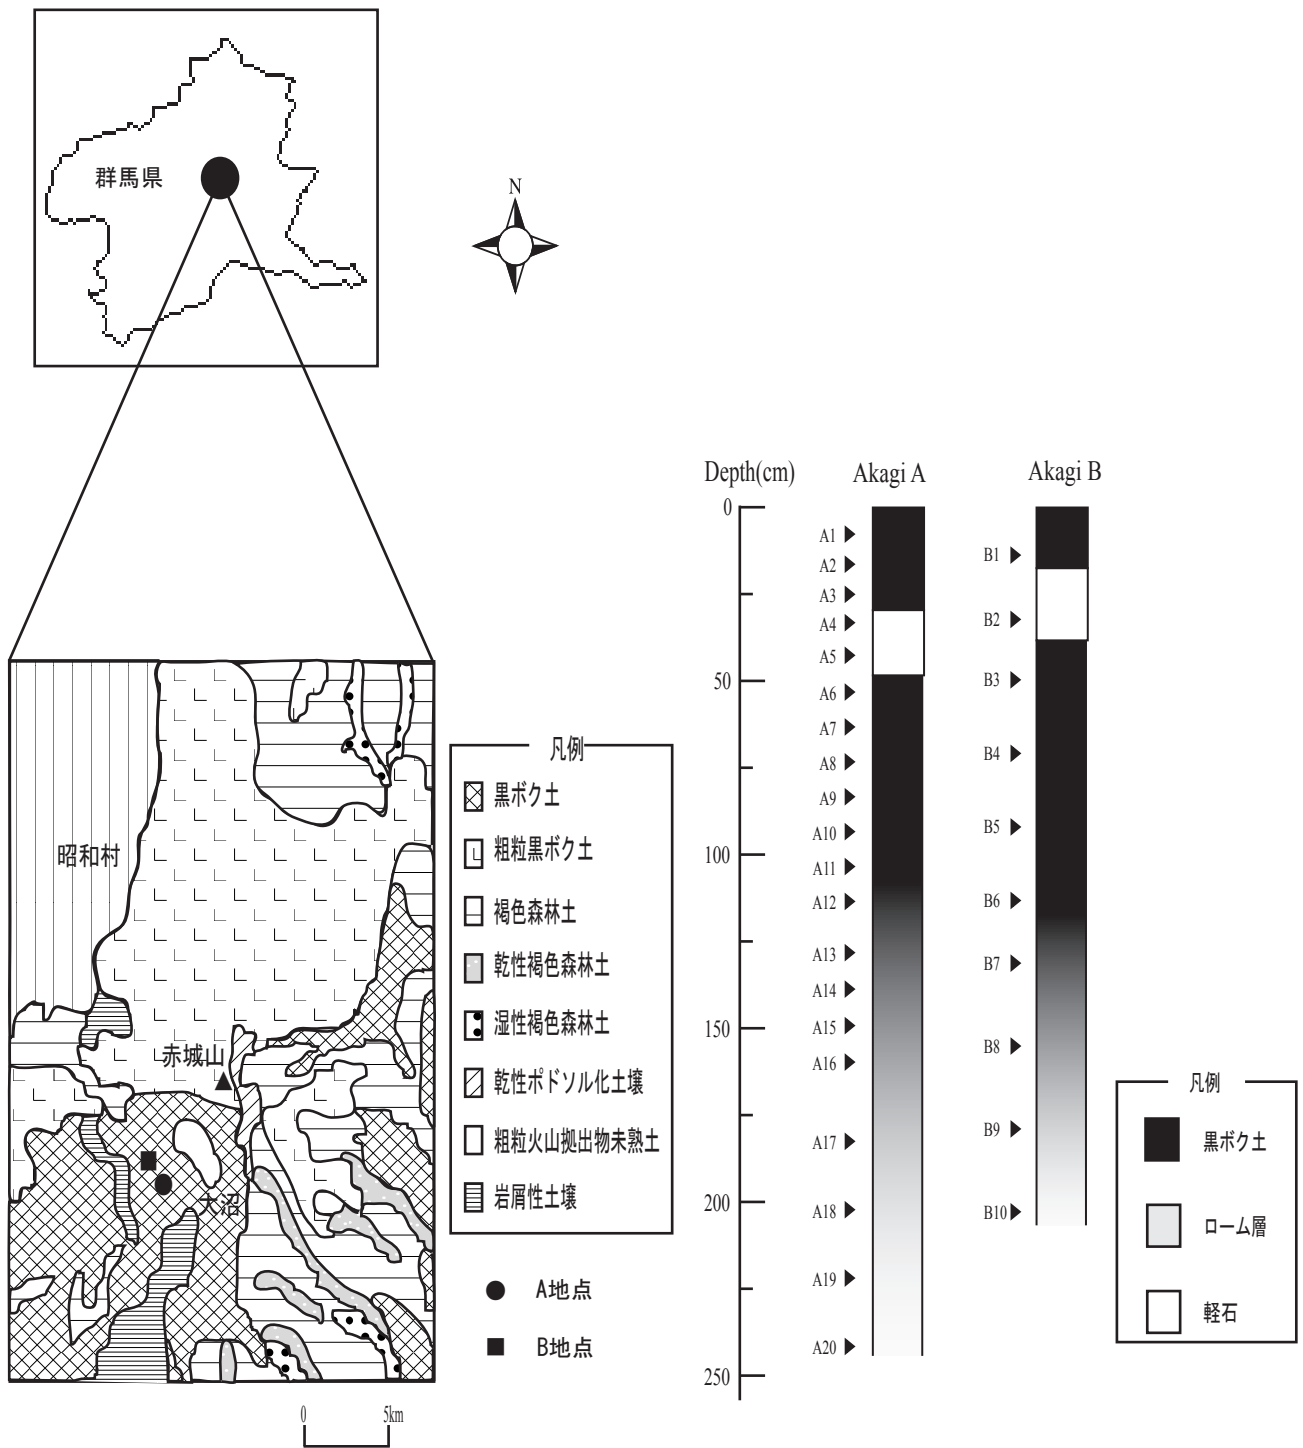 群馬県
N
昭和村
赤城山
大沼
凡例
黒ボク土
粗粒黒ボク土
褐色森林土
乾性褐色森林土
湿性褐色森林土
乾性ポドソル化土壌
粗粒火山拠出物未熟土
岩屑性土壌
A地点
B地点
0 5km
Depth(cm) Akagi A Akagi B
0
50
100
150
200
250
A1
A2
A3
A4
A5
A6
A7
A8
A9
A10
A11
A12
A13
A14
A15
A16
A17
A18
A19
A20
B1
B2
B3
B4
B5
B6
B7
B8
B9
B10
凡例
黒ボク土
ローム層
軽石